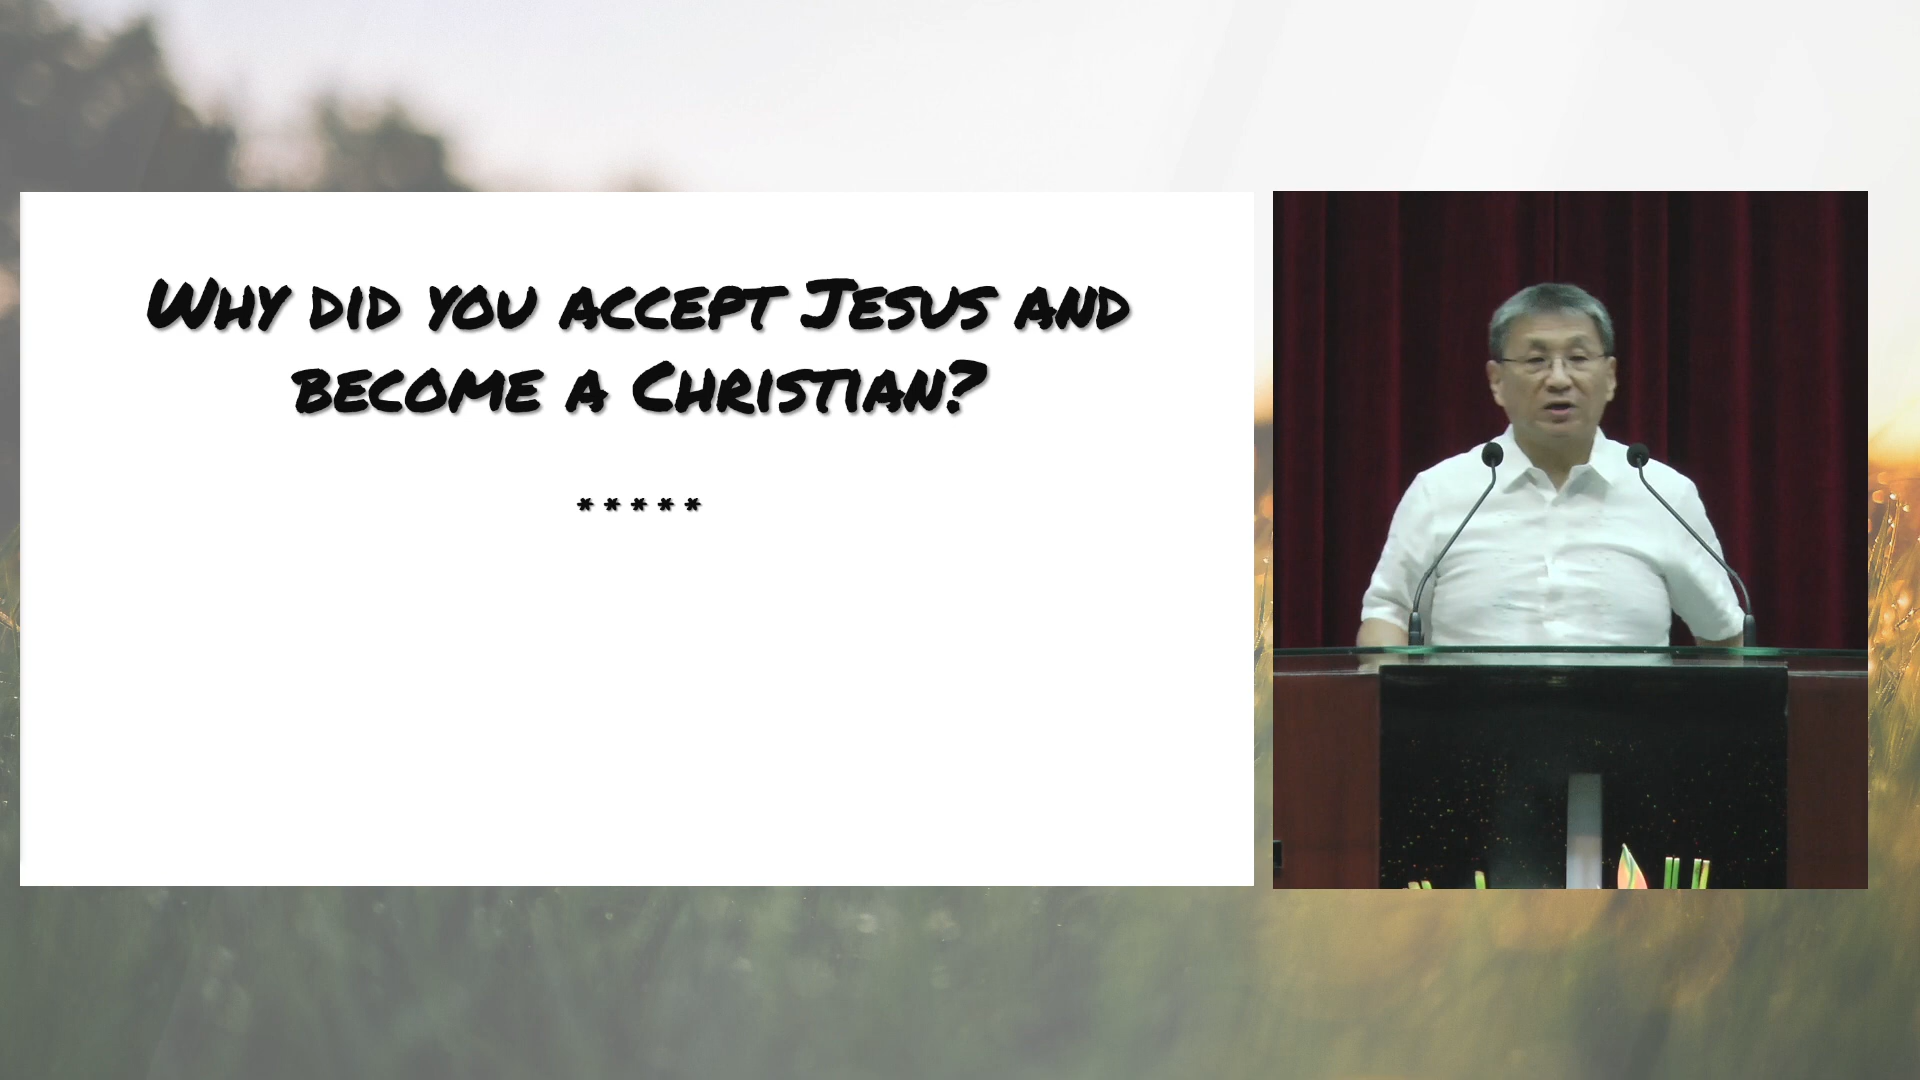 Why did you accept Jesus and
become a Christian?
* * * * *